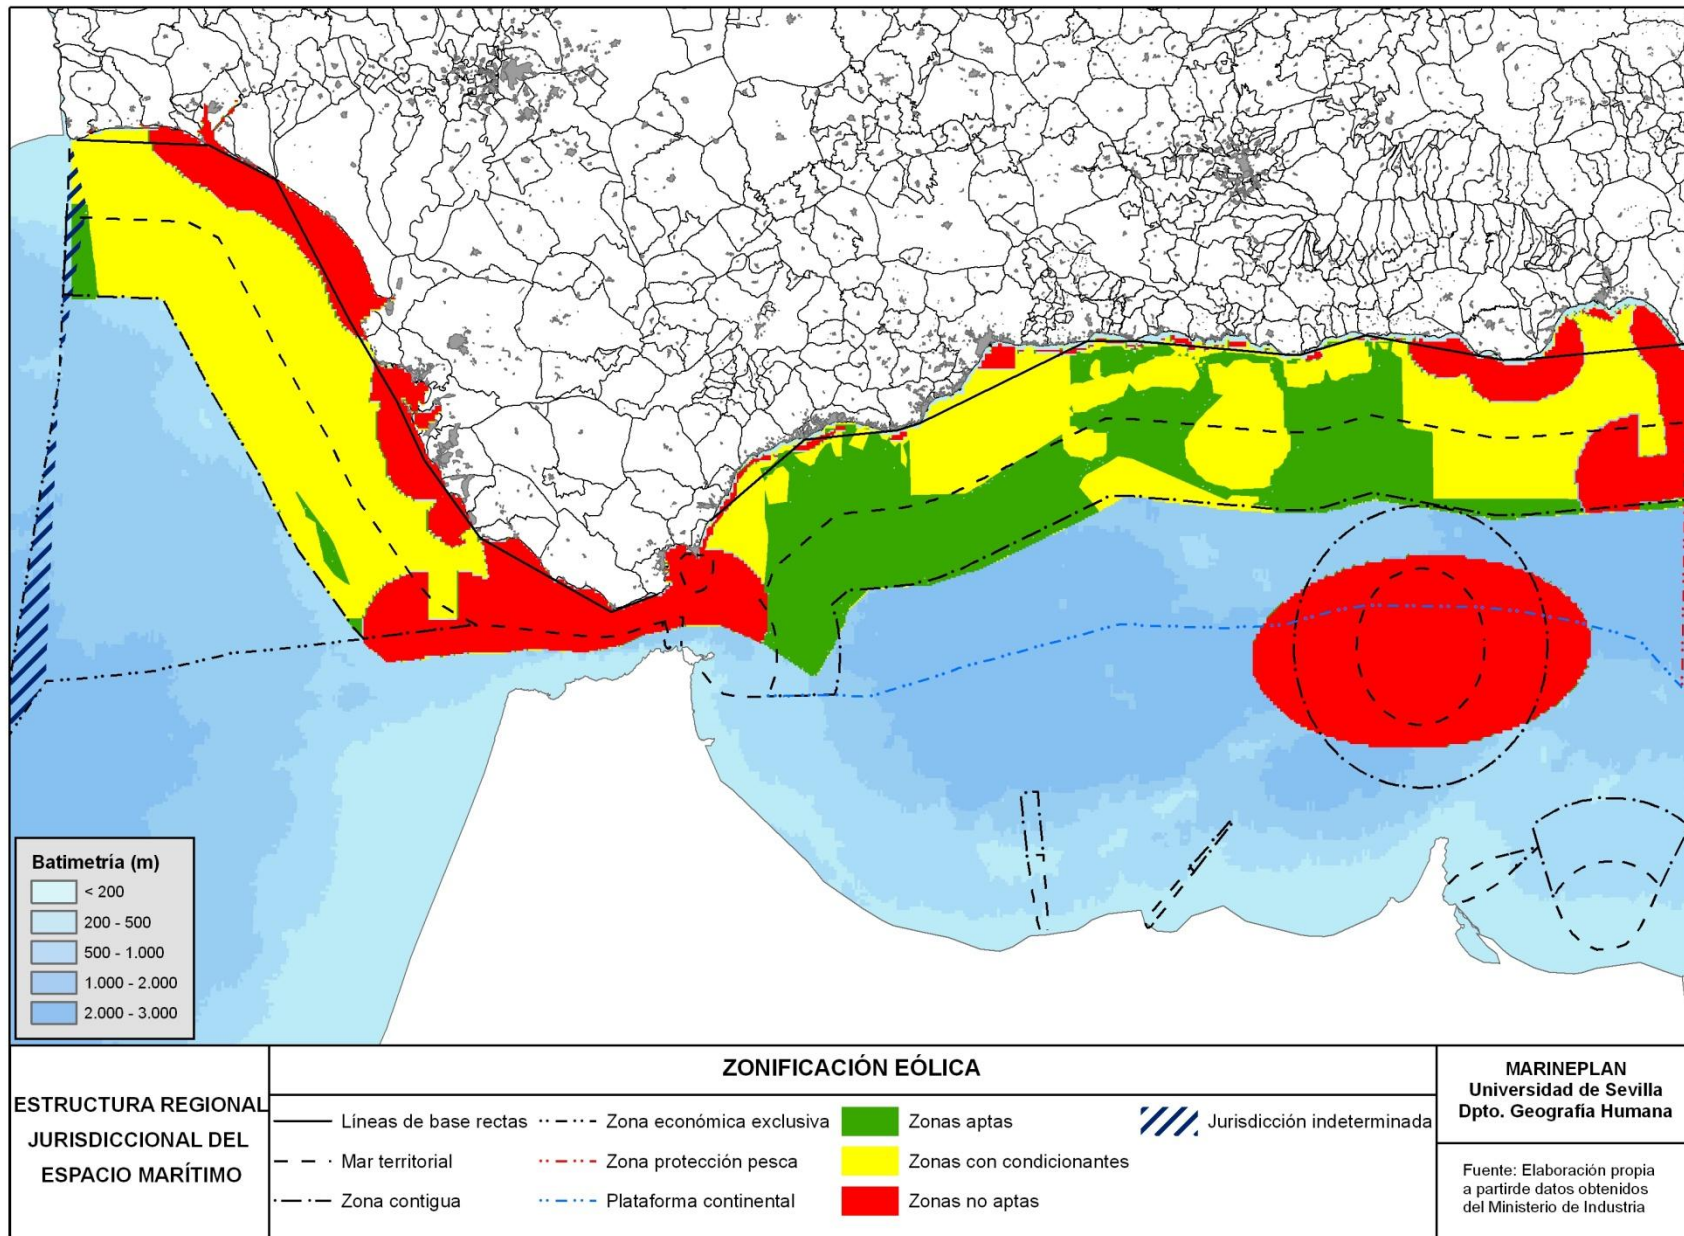 Batimetría (m)
< 200
200 - 500
500 - 1.000
1.000 - 2.000
2.000 - 3.000
ESTRUCTURA REGIONAL
JURISDICCIONAL DEL
ESPACIO MARÍTIMO
ZONIFICACIÓN EÓLICA
Líneas de base rectas
Mar territorial
Zona contigua
Zona económica exclusiva
Zona protección pesca
Plataforma continental
Zonas aptas
Zonas con condicionantes
Zonas no aptas
Jurisdicción indeterminada
MARINEPLAN
Universidad de Sevilla
Dpto. Geografía Humana
Fuente: Elaboración propia
a partirde datos obtenidos
del Ministerio de Industria